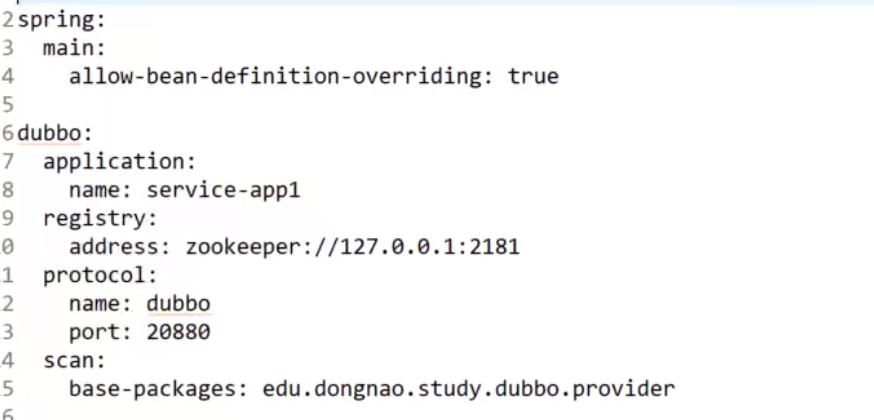 2 spring:
3   main:
4     allow-bean-definition-overriding: true
5
6 dubbo:
7   application:
8     name: service-app1
9   registry:
0     address: zookeeper://127.0.0.1:2181
1   protocol:
2     name: dubbo
3     port: 20880
4   scan:
5     base-packages: edu.dongnao.study.dubbo.provider
6